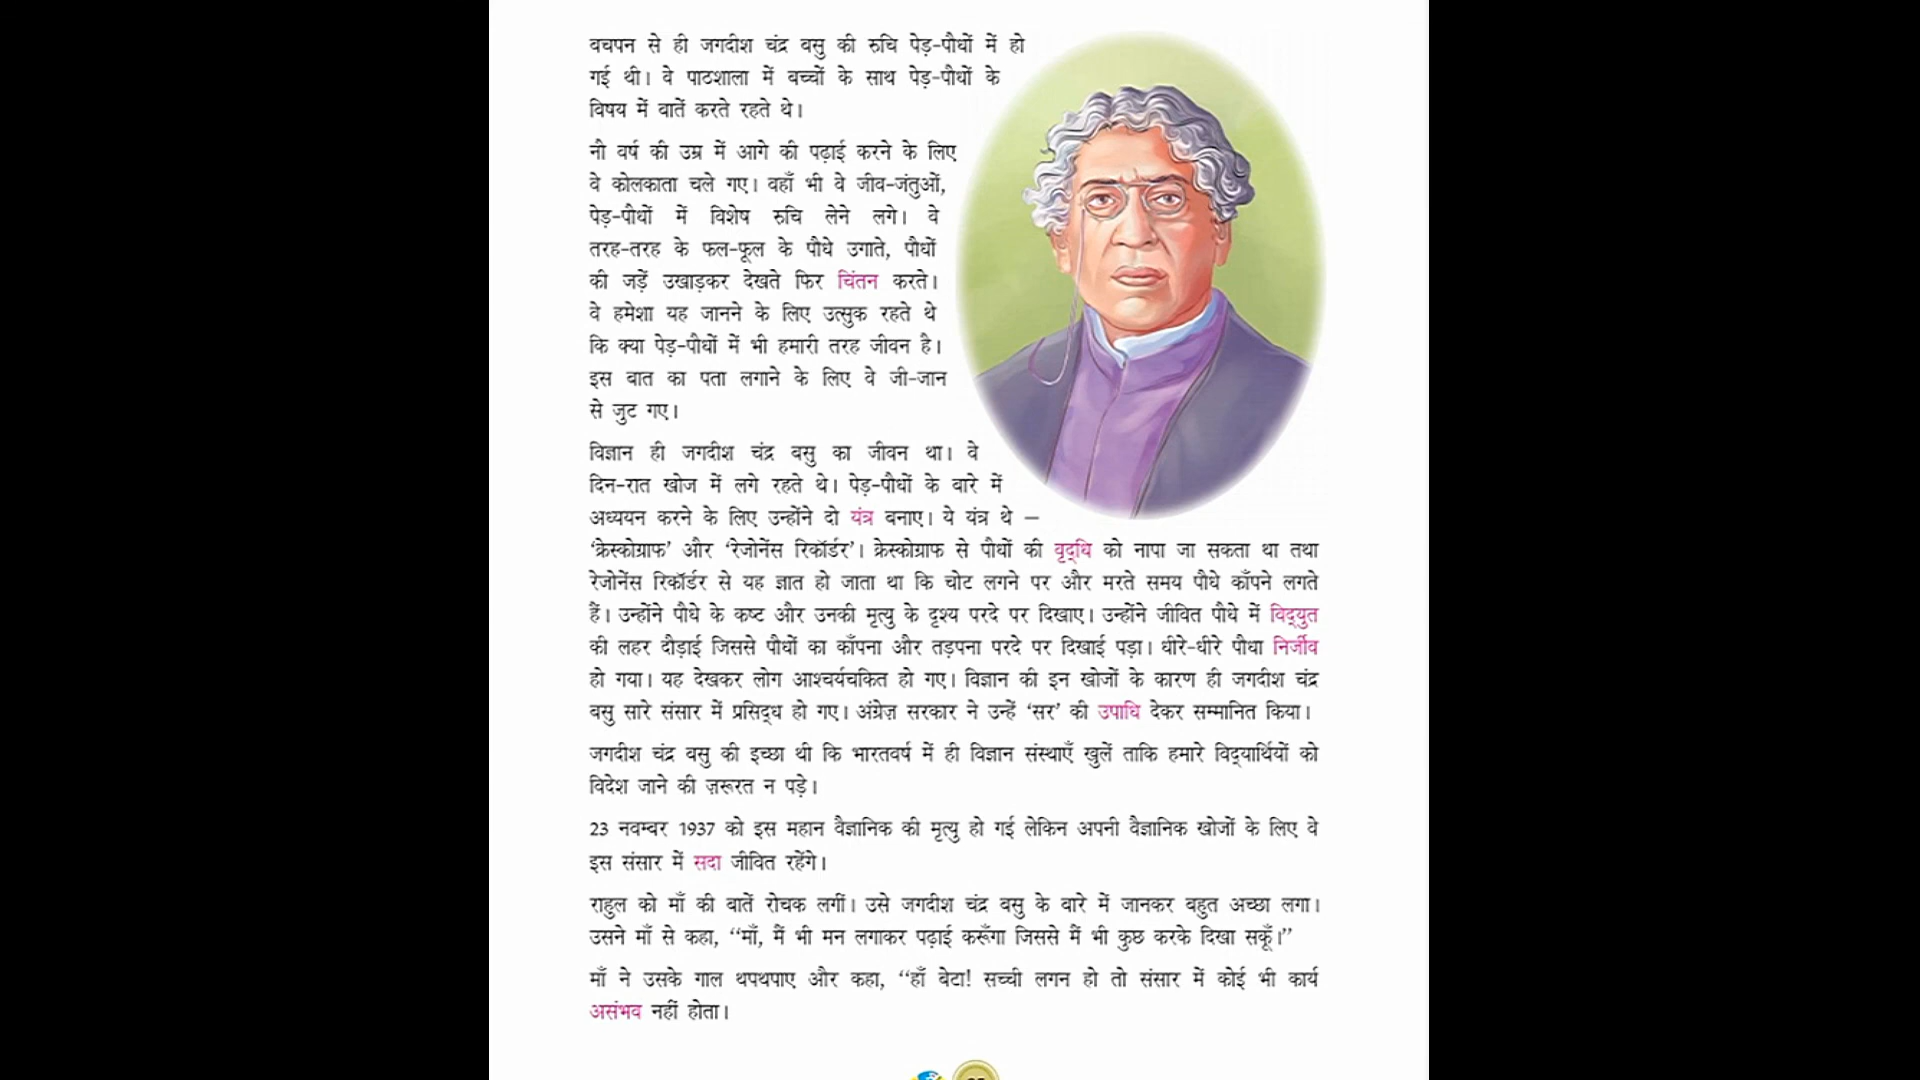 बचपन से ही जगदीश चंद्र बसु की रुचि पेड़-पौधों में हो
गई थी। वे पाठशाला में बच्चों के साथ पेड़-पौधों के
विषय में बातें करते रहते थे।
नौ वर्ष की उम्र में आगे की पढ़ाई करने के लिए
वे कोलकाता चले गए। वहाँ भी वे जीव-जंतुओं,
पेड़-पौधों में विशेष रुचि लेने लगे। वे
तरह-तरह के फल-फूल के पौधे उगाते, पौधों
की जड़ें उखाड़कर देखते फिर चिंतन करते।
वे हमेशा यह जानने के लिए उत्सुक रहते थे
कि क्या पेड़-पौधों में भी हमारी तरह जीवन है।
इस बात का पता लगाने के लिए वे जी-जान
से जुट गए।
विज्ञान ही जगदीश चंद्र बसु का जीवन था। वे
दिन-रात खोज में लगे रहते थे। पेड़-पौधों के बारे में
अध्ययन करने के लिए उन्होंने दो यंत्र बनाए। ये यंत्र थे –
‘क्रेस्कोग्राफ’ और ‘रेजोनेंस रिकॉर्डर’। क्रेस्कोग्राफ से पौधों की वृद्‌धि को नापा जा सकता था तथा
रेजोनेंस रिकॉर्डर से यह ज्ञात हो जाता था कि चोट लगने पर और मरते समय पौधे काँपने लगते
हैं। उन्होंने पौधे के कष्ट और उनकी मृत्यु के दृश्य परदे पर दिखाए। उन्होंने जीवित पौधे में विद्‌युत
की लहर दौड़ाई जिससे पौधों का काँपना और तड़पना परदे पर दिखाई पड़ा। धीरे-धीरे पौधा निर्जीव
हो गया। यह देखकर लोग आश्चर्यचकित हो गए। विज्ञान की इन खोजों के कारण ही जगदीश चंद्र
बसु सारे संसार में प्रसिद्‌ध हो गए। अंग्रेज़ सरकार ने उन्हें ‘सर’ की उपाधि देकर सम्मानित किया।
जगदीश चंद्र बसु की इच्छा थी कि भारतवर्ष में ही विज्ञान संस्थाएँ खुलें ताकि हमारे विद्‌यार्थियों को
विदेश जाने की ज़रूरत न पड़े।
23 नवम्बर 1937 को इस महान वैज्ञानिक की मृत्यु हो गई लेकिन अपनी वैज्ञानिक खोजों के लिए वे
इस संसार में सदा जीवित रहेंगे।
राहुल को माँ की बातें रोचक लगीं। उसे जगदीश चंद्र बसु के बारे में जानकर बहुत अच्छा लगा।
उसने माँ से कहा, “माँ, मैं भी मन लगाकर पढ़ाई करूँगा जिससे मैं भी कुछ करके दिखा सकूँ।”
माँ ने उसके गाल थपथपाए और कहा, “हाँ बेटा! सच्ची लगन हो तो संसार में कोई भी कार्य
असंभव नहीं होता।